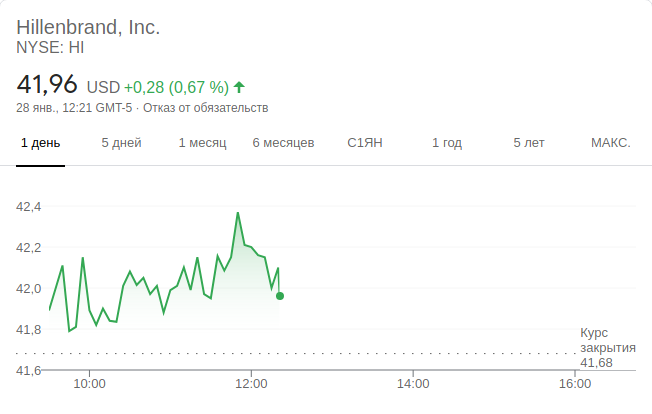 Hillenbrand, Inc.
NYSE: HI
41,96 USD +0,28 (0,67 %)
28 янв., 12:21 GMT-5 · Отказ от обязательств
1 день 5 дней 1 месяц 6 месяцев С1ЯН 1 год 5 лет МАКС.
42,4
42,2
42,0
41,8
Курс
закрытия
41,68
41,6
10:00 12:00 14:00 16:00